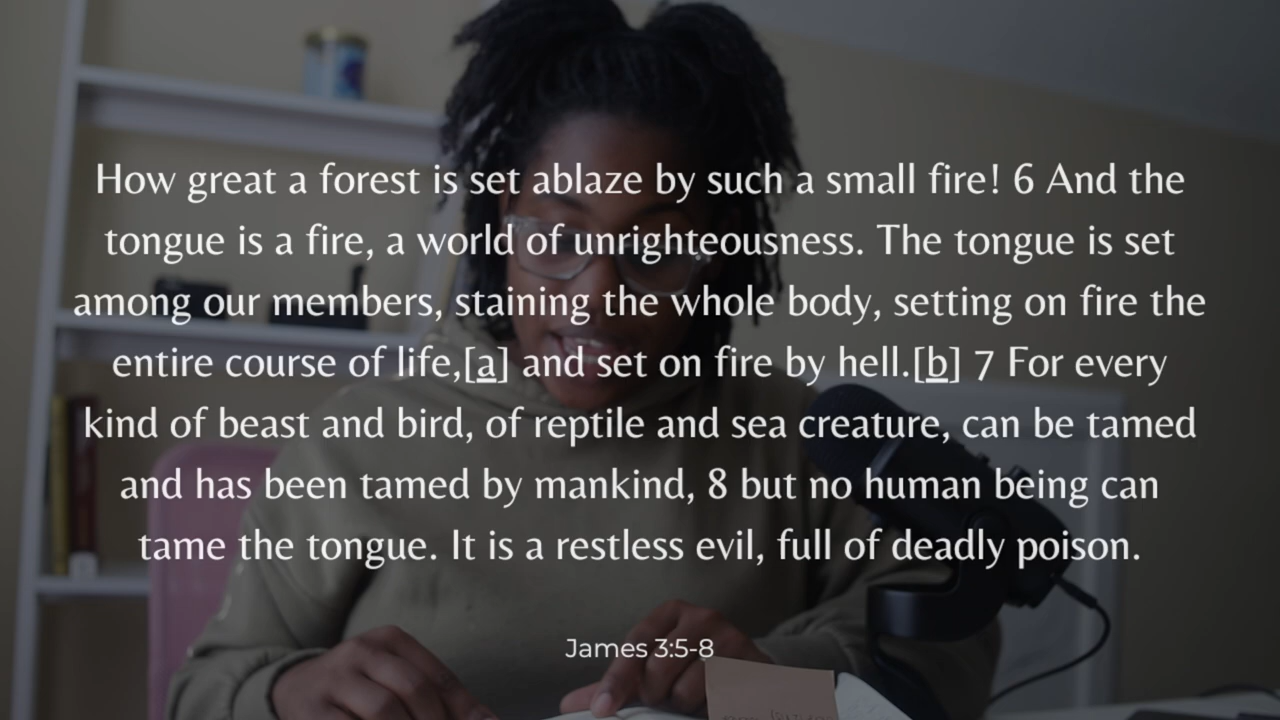 How great a forest is set ablaze by such a small fire! 6 And the
tongue is a fire, a world of unrighteousness. The tongue is set
among our members, staining the whole body, setting on fire the
entire course of life,[a] and set on fire by hell.[b] 7 For every
kind of beast and bird, of reptile and sea creature, can be tamed
and has been tamed by mankind, 8 but no human being can
tame the tongue. It is a restless evil, full of deadly poison.
James 3:5-8